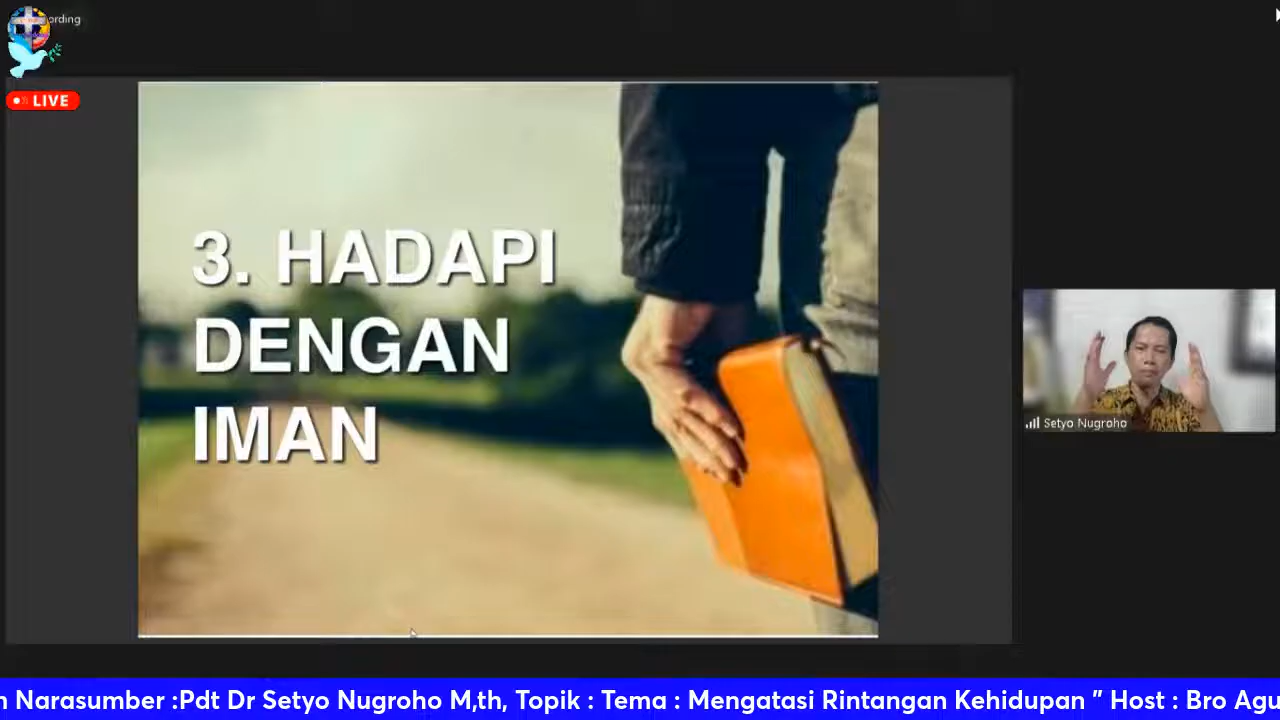 ording
LIVE
3. HADAPI
DENGAN
IMAN
Setyo Nugroho
n Narasumber :Pdt Dr Setyo Nugroho M,th, Topik : Tema : Mengatasi Rintangan Kehidupan " Host : Bro Agu